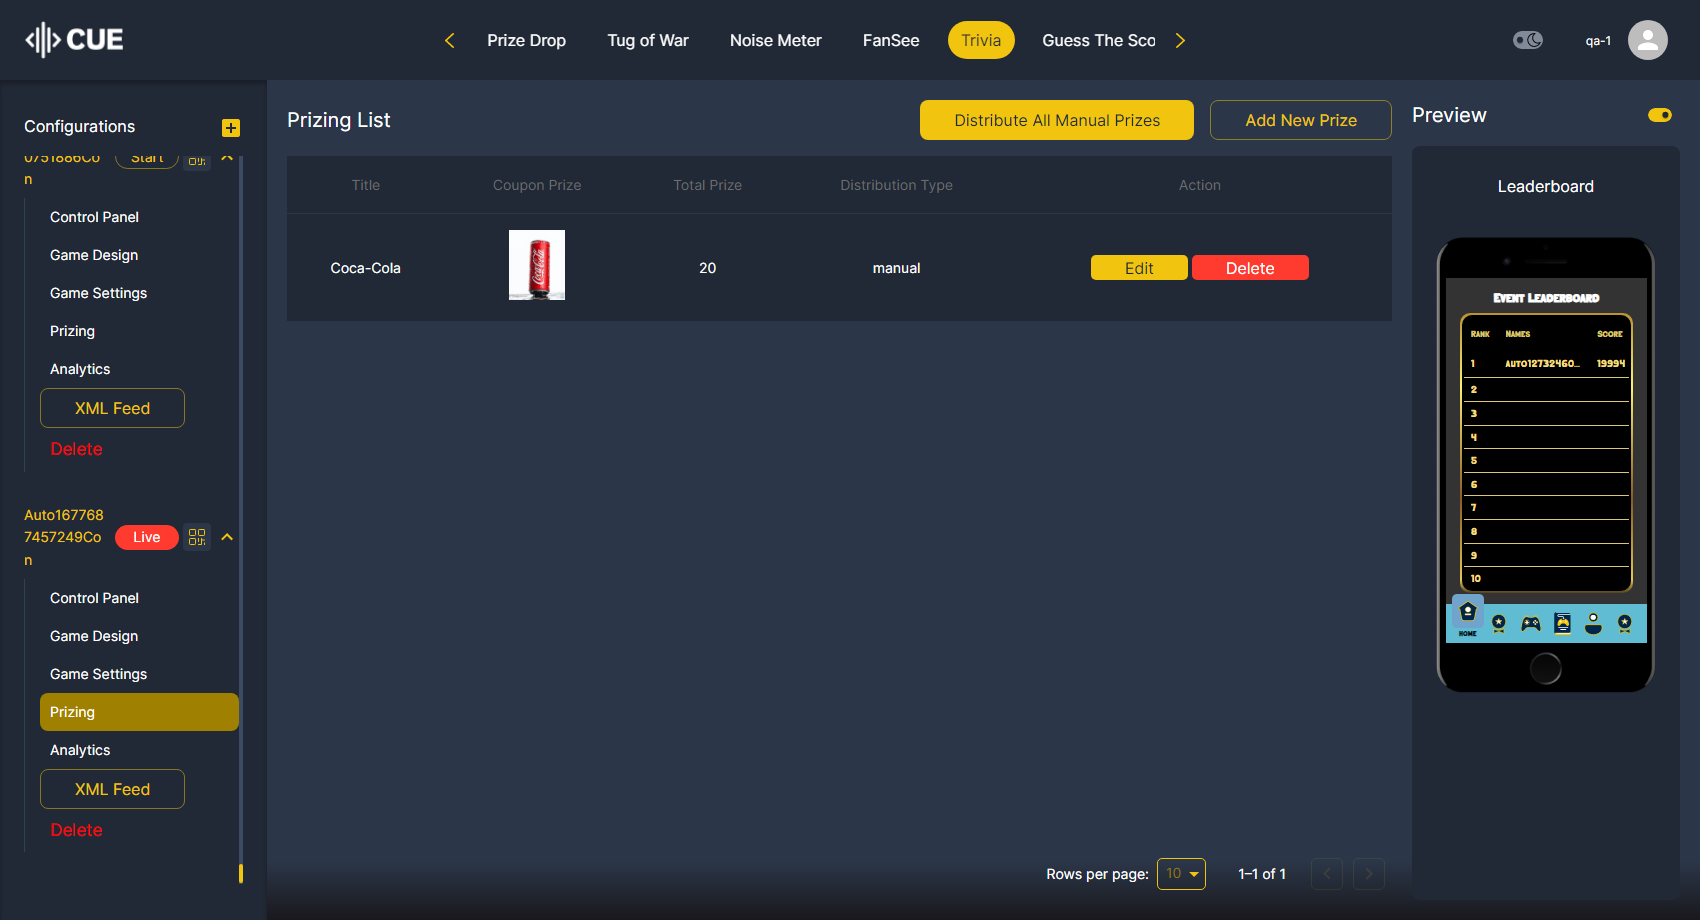 CUE
Prize Drop
Tug of War
Noise Meter
FanSee
Trivia
Guess The Sco
qa-1
Configurations
0751886Co
n
Start
Control Panel
Game Design
Game Settings
Prizing
Analytics
XML Feed
Delete
Auto167768
7457249Co
n
Live
Control Panel
Game Design
Game Settings
Prizing
Analytics
XML Feed
Delete
Prizing List
Distribute All Manual Prizes
Add New Prize
Title
Coupon Prize
Total Prize
Distribution Type
Action
Coca-Cola
Coca-Cola
20
manual
Edit
Delete
Rows per page:
10
1–1 of 1
Preview
Leaderboard
Event Leaderboard
Rank Names Score
1 auto12732460... 19994
2
3
4
5
6
7
8
9
10
HOME